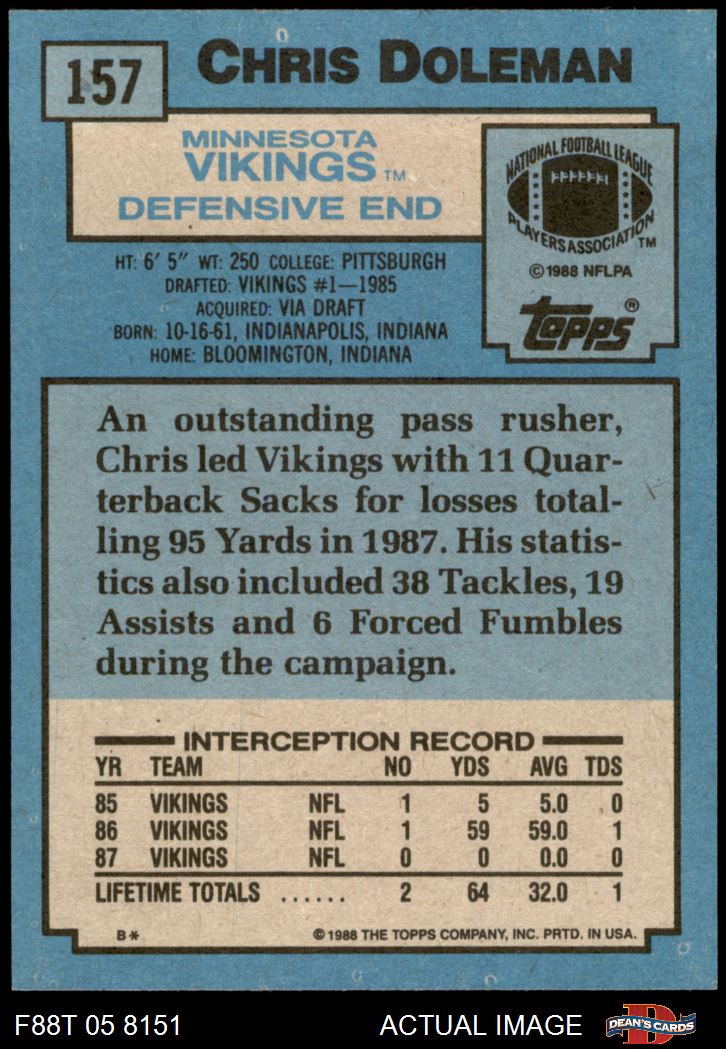 157
CHRIS DOLEMAN
MINNESOTA
VIKINGS TM
DEFENSIVE END
NATIONAL FOOTBALL LEAGUE
PLAYERS ASSOCIATION TM
© 1988 NFLPA
topps®
HT: 6' 5" WT: 250 COLLEGE: PITTSBURGH
DRAFTED: VIKINGS #1—1985
ACQUIRED: VIA DRAFT
BORN: 10-16-61, INDIANAPOLIS, INDIANA
HOME: BLOOMINGTON, INDIANA
An outstanding pass rusher,
Chris led Vikings with 11 Quar-
terback Sacks for losses total-
ling 95 Yards in 1987. His statis-
tics also included 38 Tackles, 19
Assists and 6 Forced Fumbles
during the campaign.
INTERCEPTION RECORD
YR TEAM NO YDS AVG TDS
85 VIKINGS NFL 1 5 5.0 0
86 VIKINGS NFL 1 59 59.0 1
87 VIKINGS NFL 0 0 0.0 0
LIFETIME TOTALS ...... 2 64 32.0 1
B* © 1988 THE TOPPS COMPANY, INC. PRTD. IN USA.
F88T 05 8151 ACTUAL IMAGE
D
DEAN'S CARDS